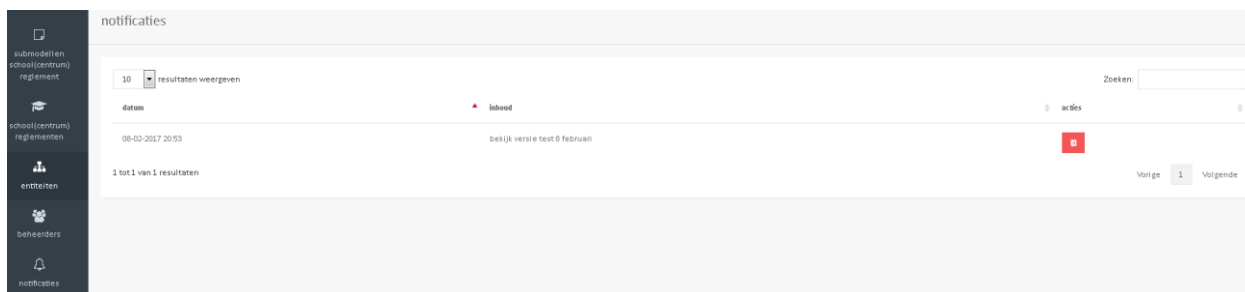 notificaties
submodellen
school(centrum)
reglement
school(centrum)
reglementen
entiteiten
beheerders
notificaties
10 resultaten weergeven
Zoeken:
datum inhoud acties
08-02-2017 20:53 bekijk versie test 8 februari
1 tot 1 van 1 resultaten
Vorige 1 Volgende